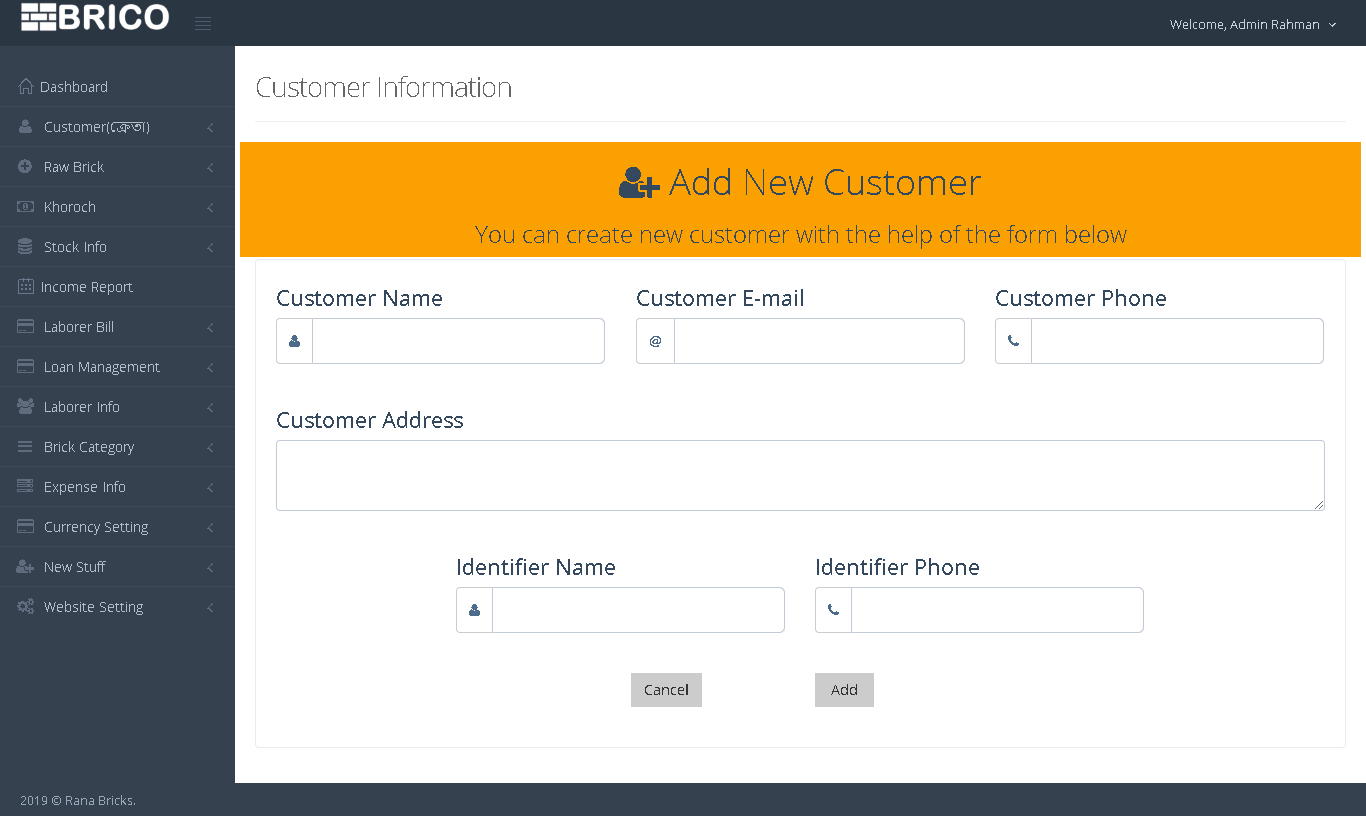 BRICO
Welcome, Admin Rahman
Dashboard
Customer(ক্রেতা)
Raw Brick
Khoroch
Stock Info
Income Report
Laborer Bill
Loan Management
Laborer Info
Brick Category
Expense Info
Currency Setting
New Stuff
Website Setting
Customer Information
Add New Customer
You can create new customer with the help of the form below
Customer Name
Customer E-mail
Customer Phone
@
Customer Address
Identifier Name
Identifier Phone
Cancel
Add
2019 © Rana Bricks.